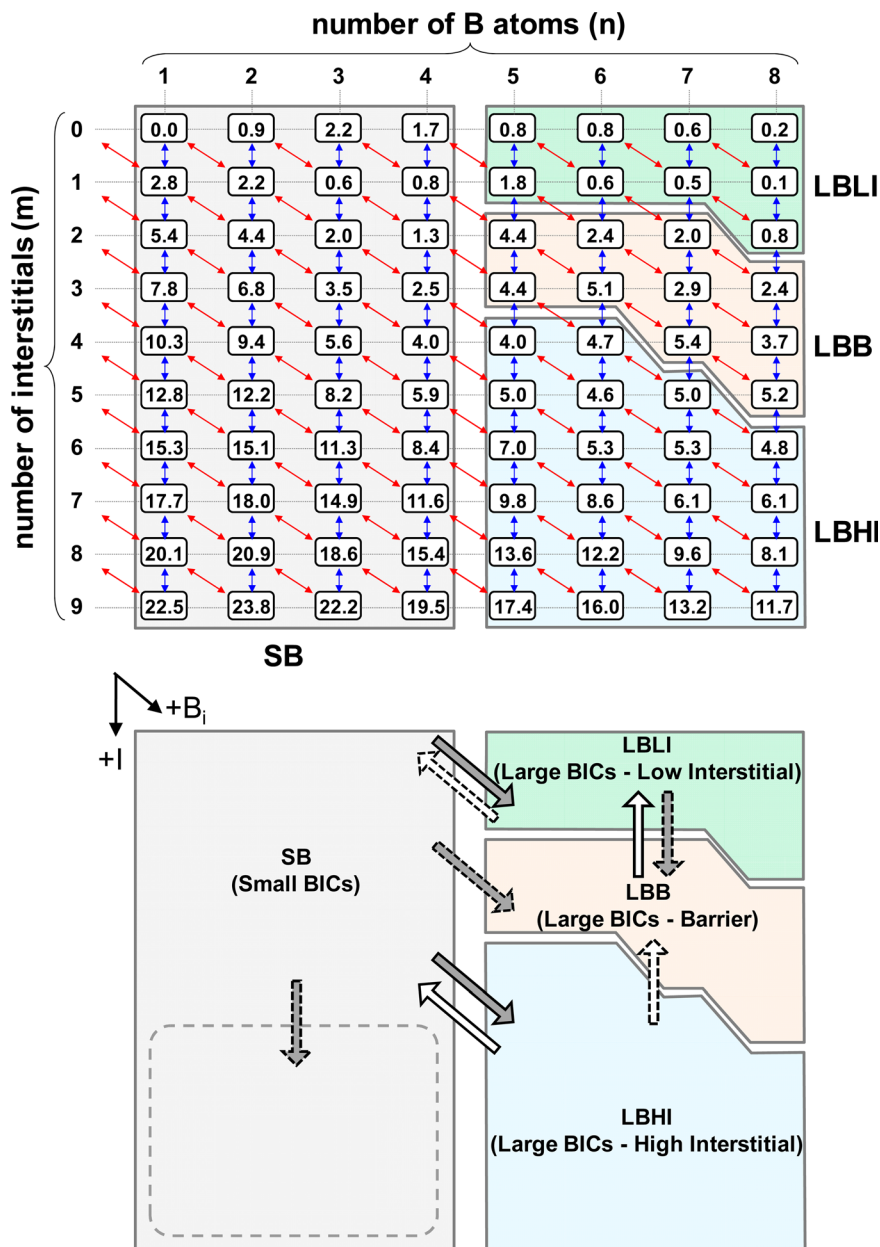 number of B atoms (n)
1 2 3 4 5 6 7 8
number of interstitials (m)
0 0.0 0.9 2.2 1.7 0.8 0.8 0.6 0.2
1 2.8 2.2 0.6 0.8 1.8 0.6 0.5 0.1
LBLI
2 5.4 4.4 2.0 1.3 4.4 2.4 2.0 0.8
3 7.8 6.8 3.5 2.5 4.4 5.1 2.9 2.4
4 10.3 9.4 5.6 4.0 4.0 4.7 5.4 3.7
LBB
5 12.8 12.2 8.2 5.9 5.0 4.6 5.0 5.2
6 15.3 15.1 11.3 8.4 7.0 5.3 5.3 4.8
7 17.7 18.0 14.9 11.6 9.8 8.6 6.1 6.1
LBHI
8 20.1 20.9 18.6 15.4 13.6 12.2 9.6 8.1
9 22.5 23.8 22.2 19.5 17.4 16.0 13.2 11.7
SB
+Bi
+I
LBLI
(Large BICs - Low Interstitial)
SB
(Small BICs)
LBB
(Large BICs - Barrier)
LBHI
(Large BICs - High Interstitial)